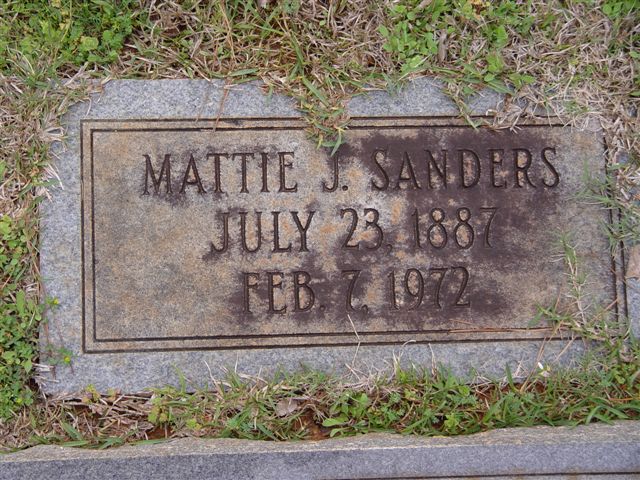 MATTIE J. SANDERS
JULY 23, 1887
FEB. 7, 1972